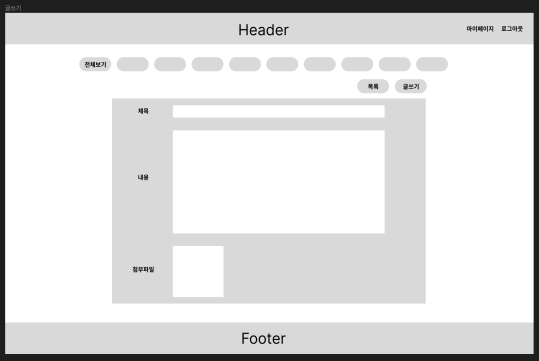 글쓰기
Header
마이페이지 로그아웃
전체보기
목록 글쓰기
제목
내용
첨부파일
Footer